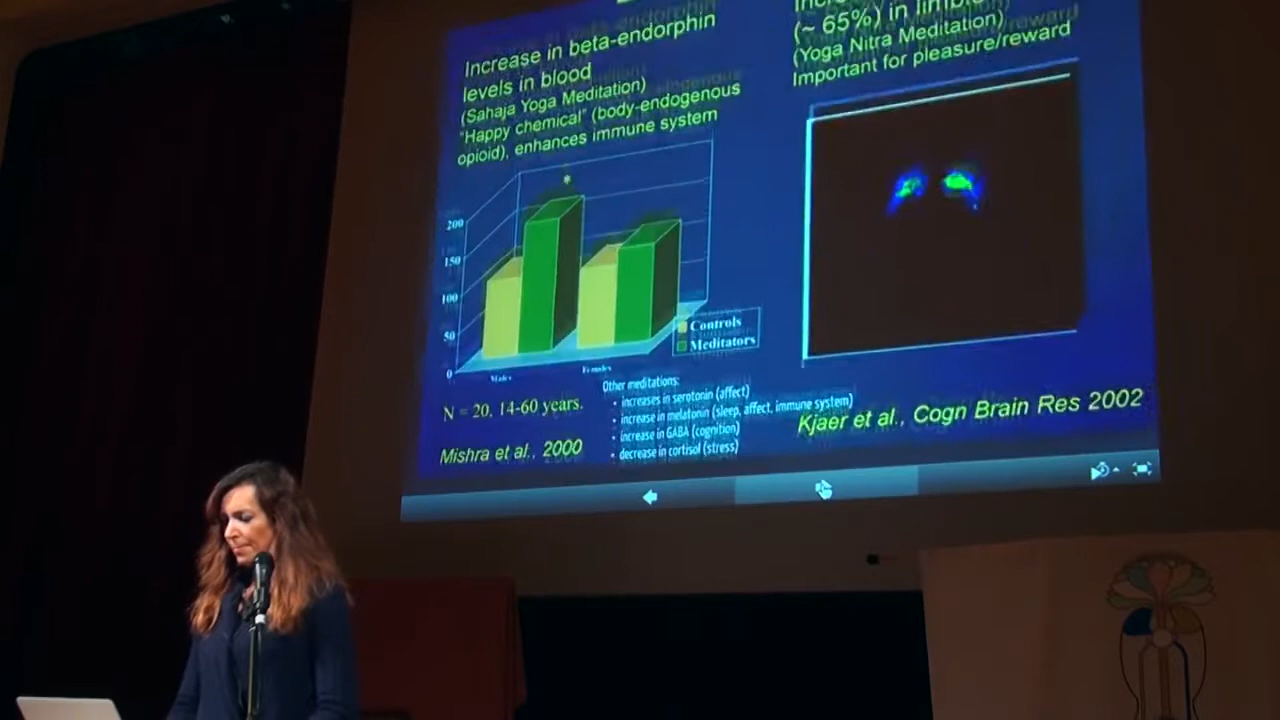 Increase in beta-endorphin
levels in blood
(Sahaja Yoga Meditation)
"Happy chemical" (body-endogenous
opioid), enhances immune system
200
150
100
50
0
*
Males
Females
Controls
Meditators
N = 20, 14-60 years.
Mishra et al., 2000
Other meditations:
• increases in serotonin (affect)
• increase in melatonin (sleep, affect, immune system)
• increase in GABA (cognition)
• decrease in cortisol (stress)
(~ 65%) in limbic
(Yoga Nitra Meditation)
Important for pleasure/reward
Kjaer et al., Cogn Brain Res 2002